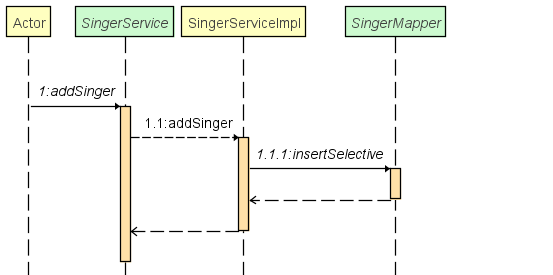 Actor
SingerService
SingerServiceImpl
SingerMapper
1:addSinger
1.1:addSinger
1.1.1:insertSelective